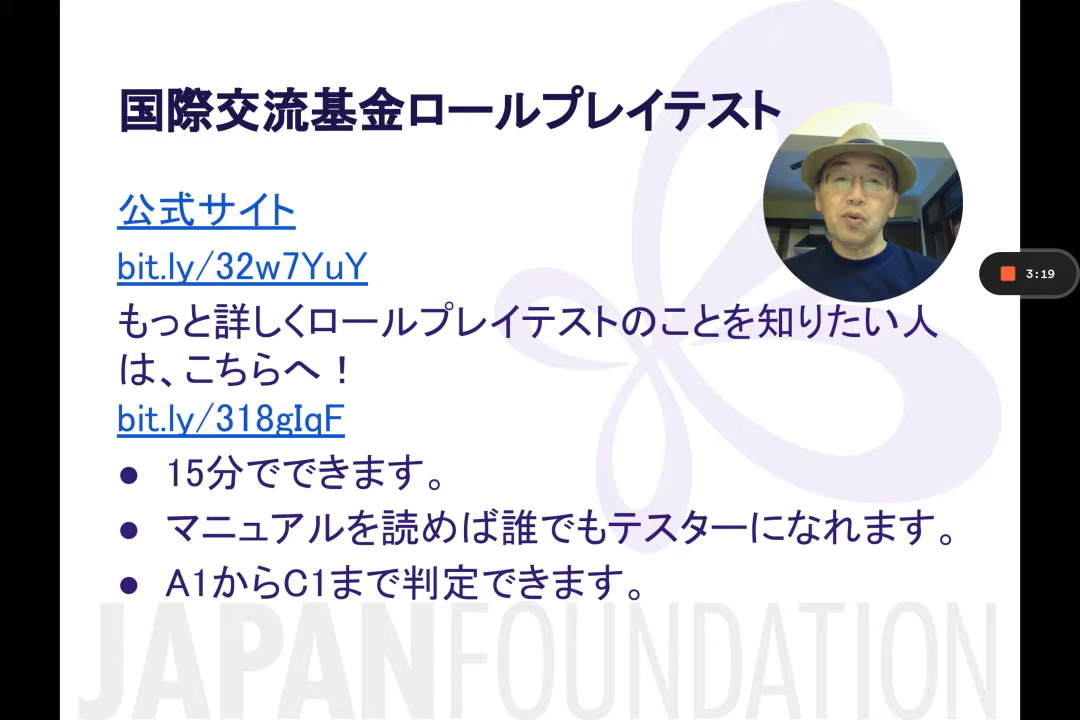 国際交流基金ロールプレイテスト
公式サイト
bit.ly/32w7YuY
もっと詳しくロールプレイテストのことを知りたい人
は、こちらへ！
bit.ly/318gIqF
● 15分でできます。
● マニュアルを読めば誰でもテスターになれます。
● A1からC1まで判定できます。
3:19
JAPANFOUNDATION